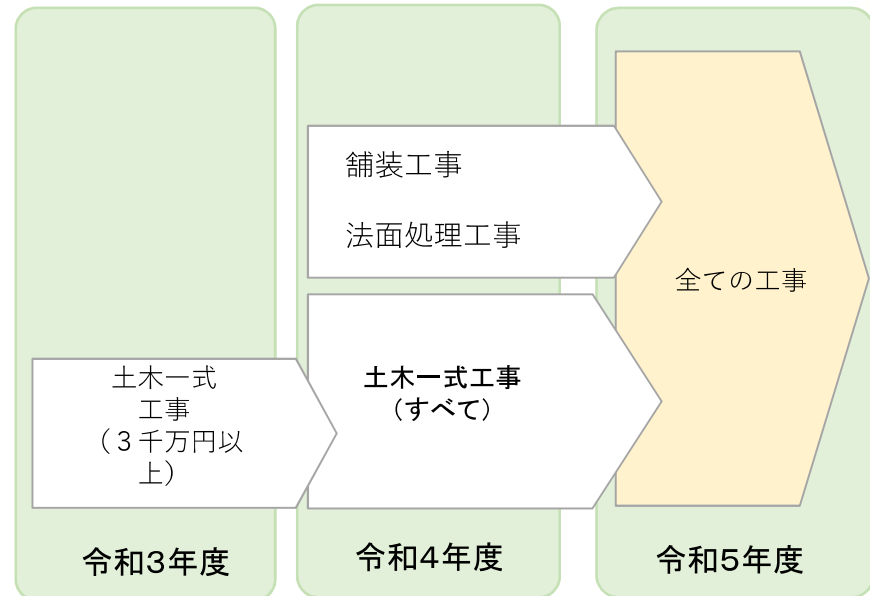 舗装工事
法面処理工事
全ての工事
土木一式
工事
（３千万円以
上）
土木一式工事
（すべて）
令和3年度
令和4年度
令和5年度